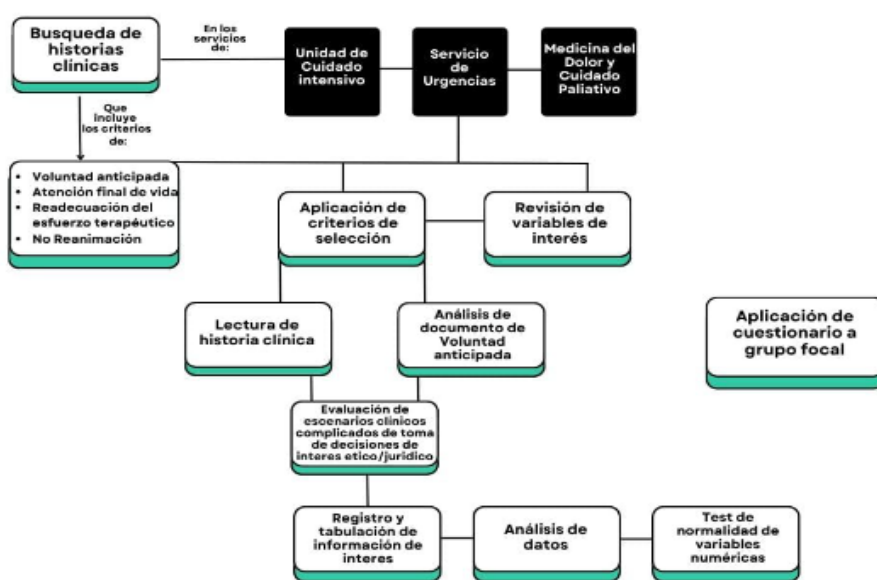 Busqueda de
historias
clínicas
En los
servicios
de:
Unidad de
Cuidado
intensivo
Servicio
de
Urgencias
Medicina del
Dolor y
Cuidado
Paliativo
Que
incluye
los criterios
de:
• Voluntad anticipada
• Atención final de vida
• Readecuación del
esfuerzo terapéutico
• No Reanimación
Aplicación de
criterios de
selección
Revisión de
variables de
interés
Lectura de
historia clínica
Análisis de
documento de
Voluntad
anticipada
Aplicación de
cuestionario a
grupo focal
Evaluación de
escenarios clínicos
complicados de toma
de decisiones de
interes etico/juridico
Registro y
tabulación de
información de
interes
Análisis de
datos
Test de
normalidad de
variables
numéricas